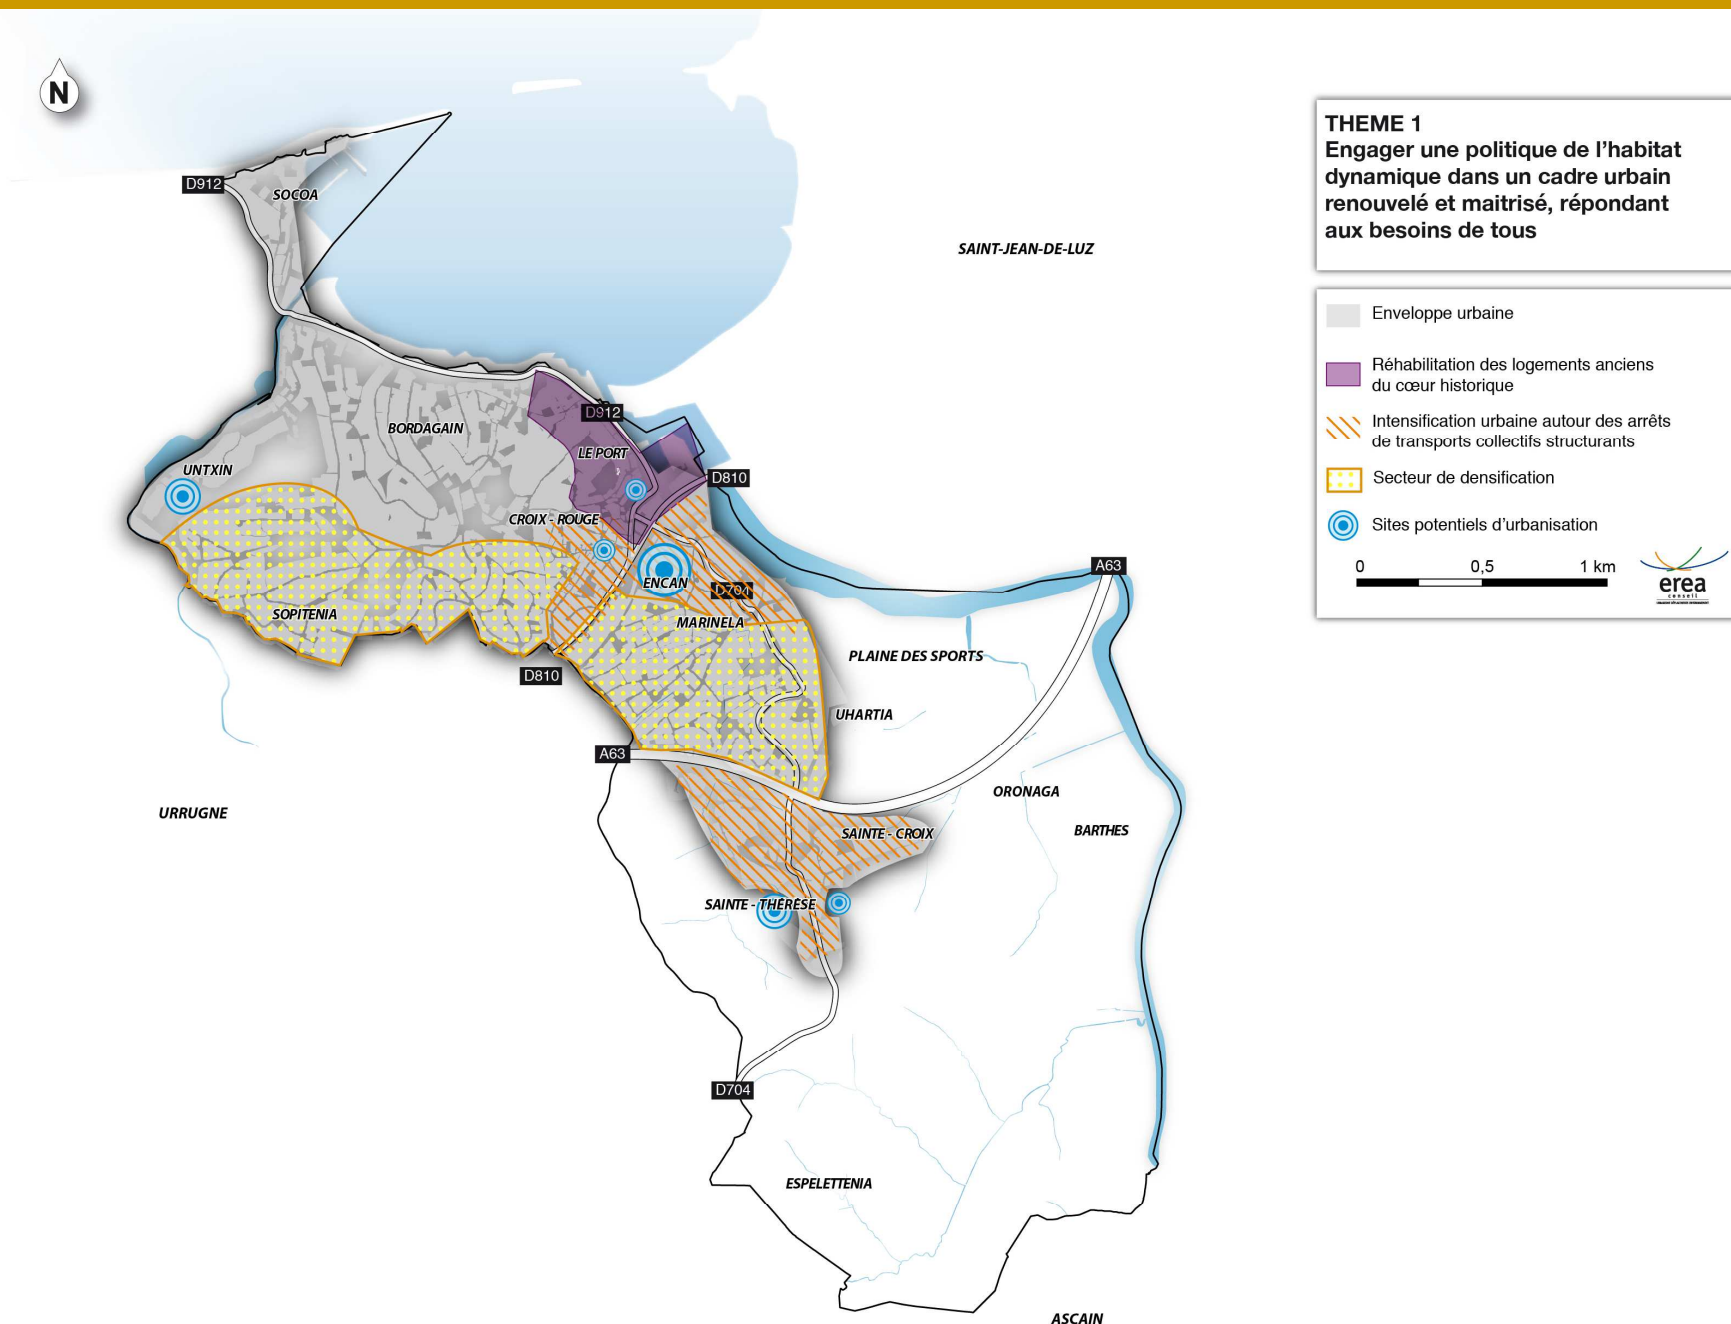 N
THEME 1
Engager une politique de l'habitat
dynamique dans un cadre urbain
renouvelé et maitrisé, répondant
aux besoins de tous
D912
SOCOA
SAINT-JEAN-DE-LUZ
Enveloppe urbaine
Réhabilitation des logements anciens
du cœur historique
Intensification urbaine autour des arrêts
de transports collectifs structurants
Secteur de densification
Sites potentiels d'urbanisation
0 0,5 1 km
erea
conseil
D912
BORDAGAIN
LE PORT
UNTXIN
D810
CROIX - ROUGE
A63
ENCAN
D704
SOPITENIA
MARINELA
PLAINE DES SPORTS
D810
UHARTIA
A63
ORONAGA
URRUGNE
BARTHES
SAINTE - CROIX
SAINTE - THÉRÈSE
D704
ESPELETTENIA
ASCAIN